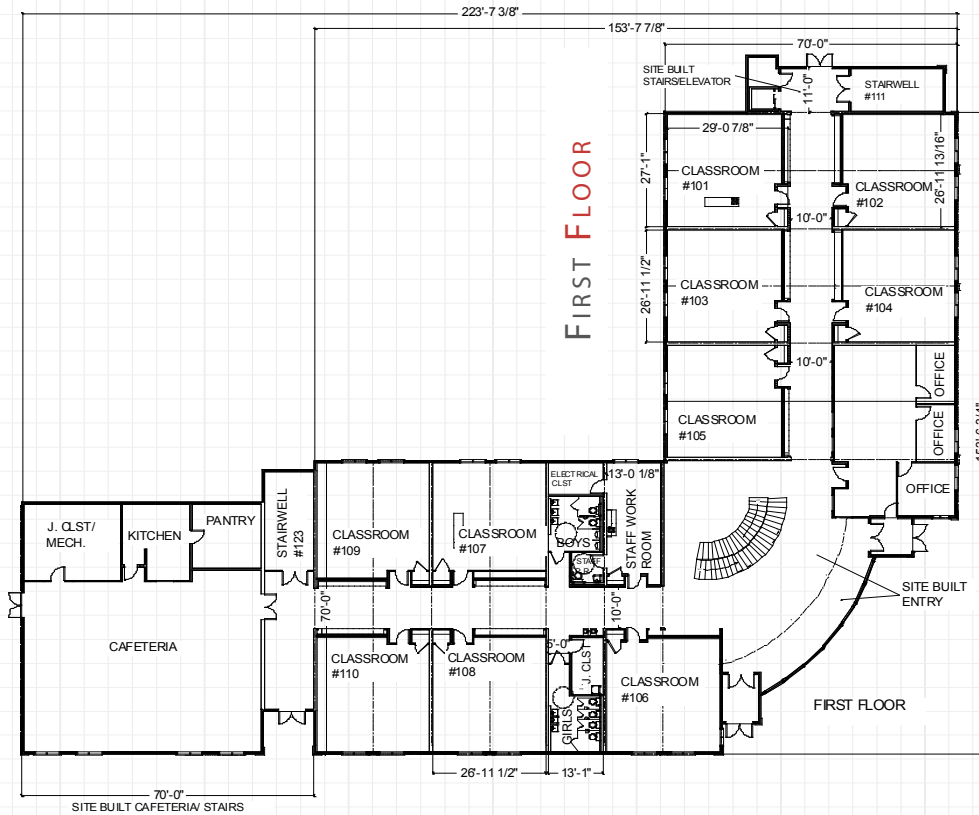 223'-7 3/8"
153'-7 7/8"
70'-0"
SITE BUILT
STAIRS/ELEVATOR
11'-0"
STAIRWELL
#111
29'-0 7/8"
27'-1"
CLASSROOM
#101
CLASSROOM
#102
26'-11 13/16"
10'-0"
FIRST FLOOR
26'-11 1/2"
CLASSROOM
#103
CLASSROOM
#104
10'-0"
OFFICE
CLASSROOM
#105
OFFICE
OFFICE
ELECTRICAL
CLST
13'-0 1/8"
STAIRWELL
#123
J. CLST/
MECH.
KITCHEN
PANTRY
CLASSROOM
#109
CLASSROOM
#107
BOYS
STAFF
STAFF WORK
ROOM
SITE BUILT
ENTRY
70'-0"
10'-0"
CAFETERIA
CLASSROOM
#110
CLASSROOM
#108
J. CLST
CLASSROOM
#106
GIRLS
FIRST FLOOR
26'-11 1/2"
13'-1"
70'-0"
SITE BUILT CAFETERIA/ STAIRS